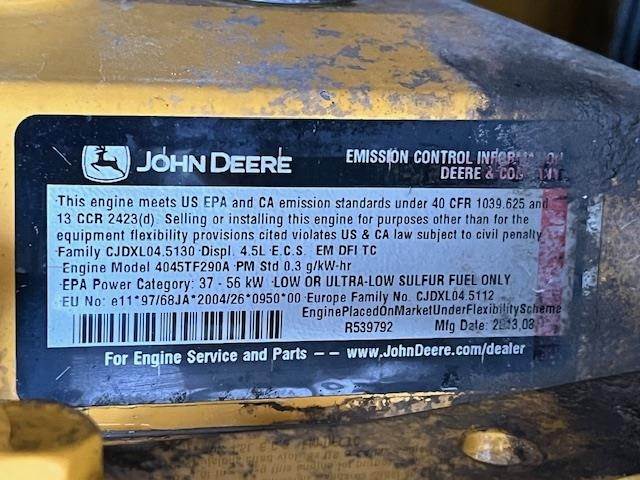 JOHN DEERE
EMISSION CONTROL INFORMATION
DEERE & COMPANY
This engine meets US EPA and CA emission standards under 40 CFR 1039.625 and
13 CCR 2423(d). Selling or installing this engine for purposes other than for the
equipment flexibility provisions cited violates US & CA law subject to civil penalty.
Family CJDXL04.5130 Displ. 4.5L E.C.S. EM DFI TC
Engine Model 4045TF290A PM Std 0.3 g/kW-hr
EPA Power Category: 37 - 56 kW LOW OR ULTRA-LOW SULFUR FUEL ONLY
EU No: e11*97/68JA*2004/26*0950*00 Europe Family No.: CJDXL04.5112
EnginePlacedOnMarketUnderFlexibilityScheme
R539792 Mfg Date: 2013,08
For Engine Service and Parts -- www.JohnDeere.com/dealer